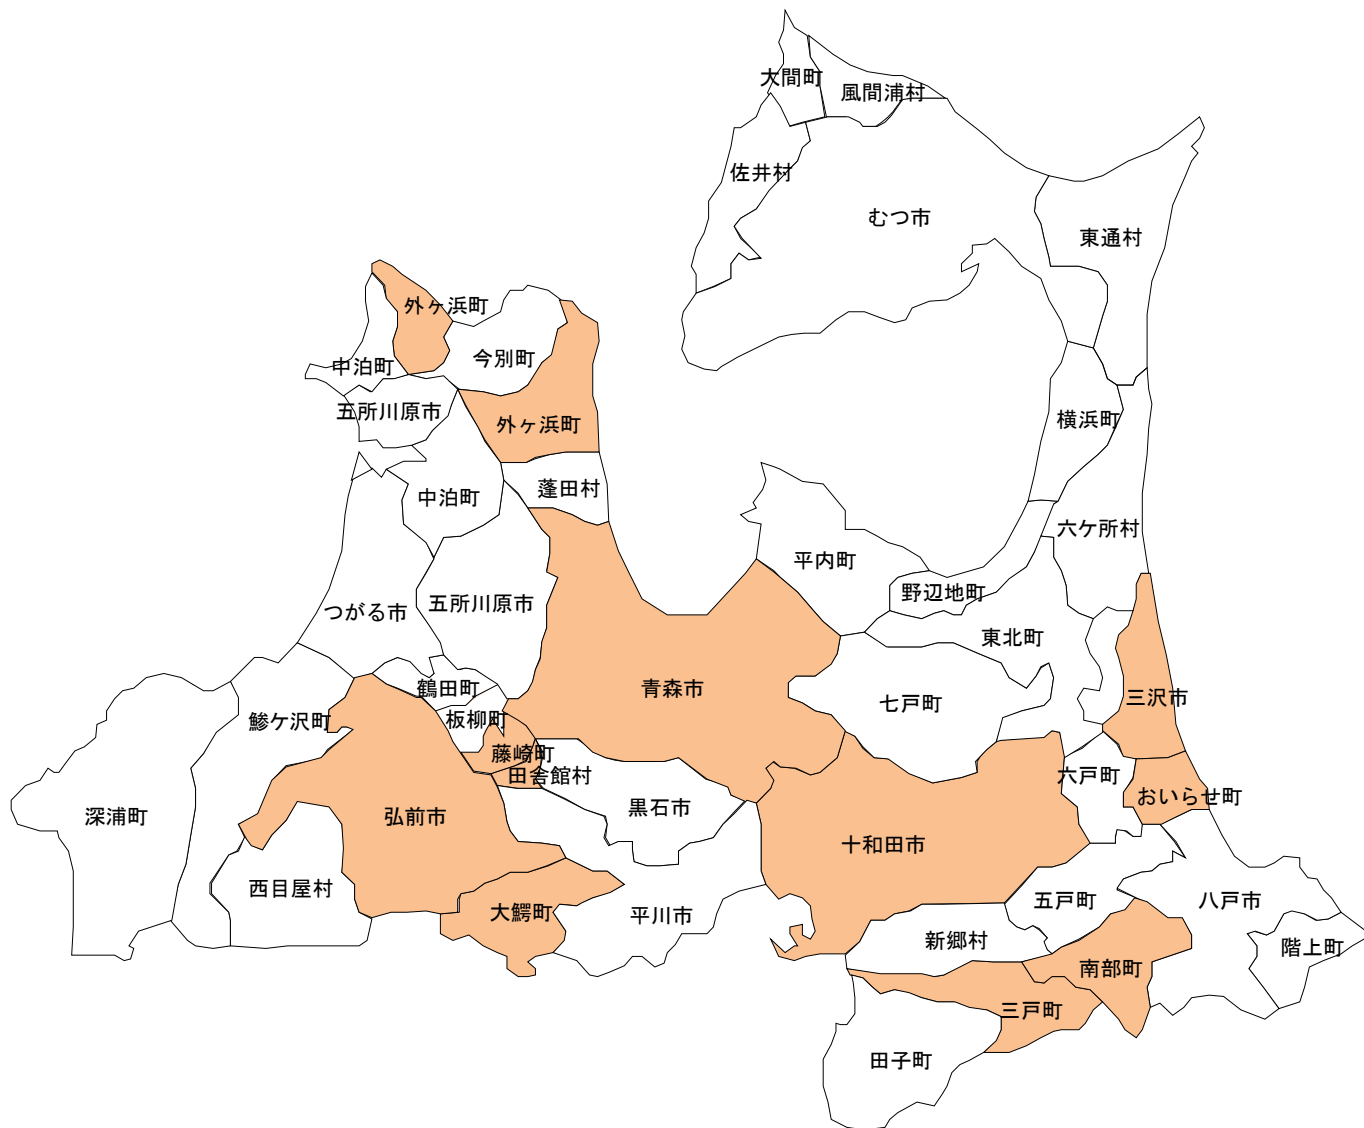 大間町
風間浦村
佐井村
むつ市
東通村
外ヶ浜町
今別町
中泊町
五所川原市
外ヶ浜町
横浜町
蓬田村
中泊町
六ケ所村
平内町
野辺地町
五所川原市
つがる市
東北町
鶴田町
青森市
三沢市
七戸町
鰺ケ沢町
板柳町
藤崎町
田舎館村
六戸町
おいらせ町
黒石市
深浦町
弘前市
十和田市
西目屋村
五戸町
八戸市
大鰐町
平川市
新郷村
階上町
南部町
三戸町
田子町